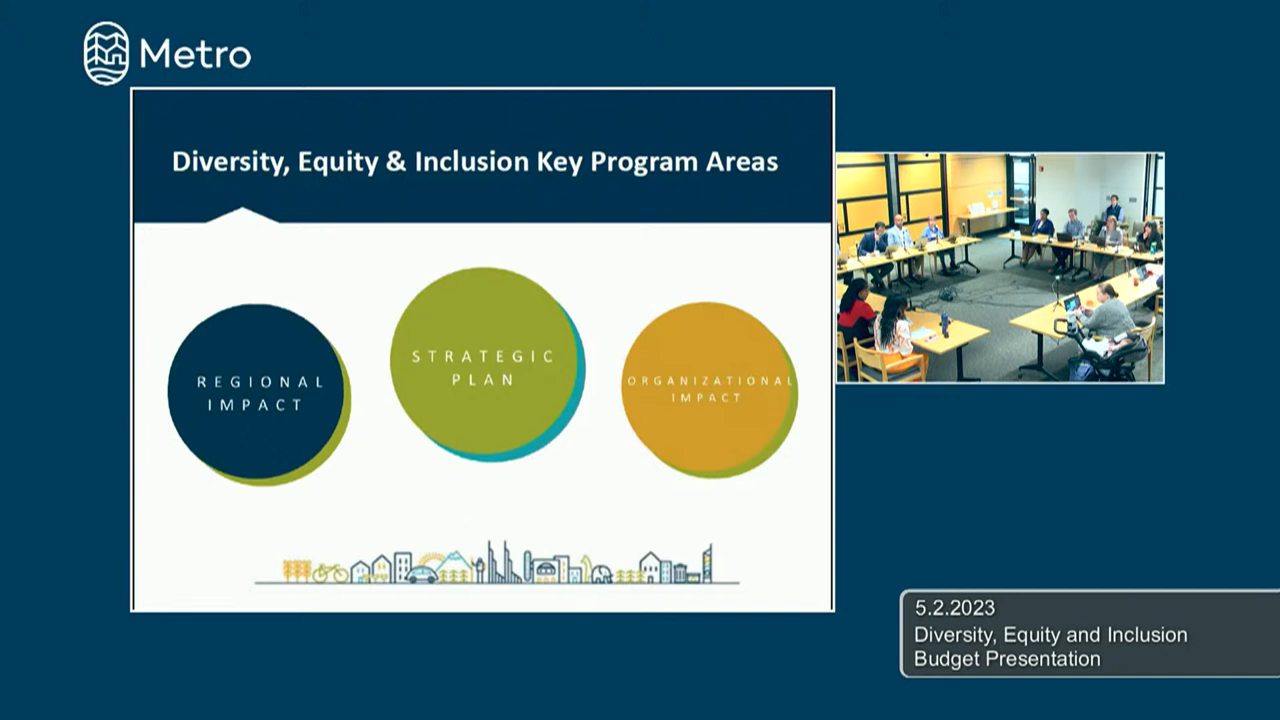 Metro
Diversity, Equity & Inclusion Key Program Areas
REGIONAL
IMPACT
STRATEGIC
PLAN
ORGANIZATIONAL
IMPACT
5.2.2023
Diversity, Equity and Inclusion
Budget Presentation